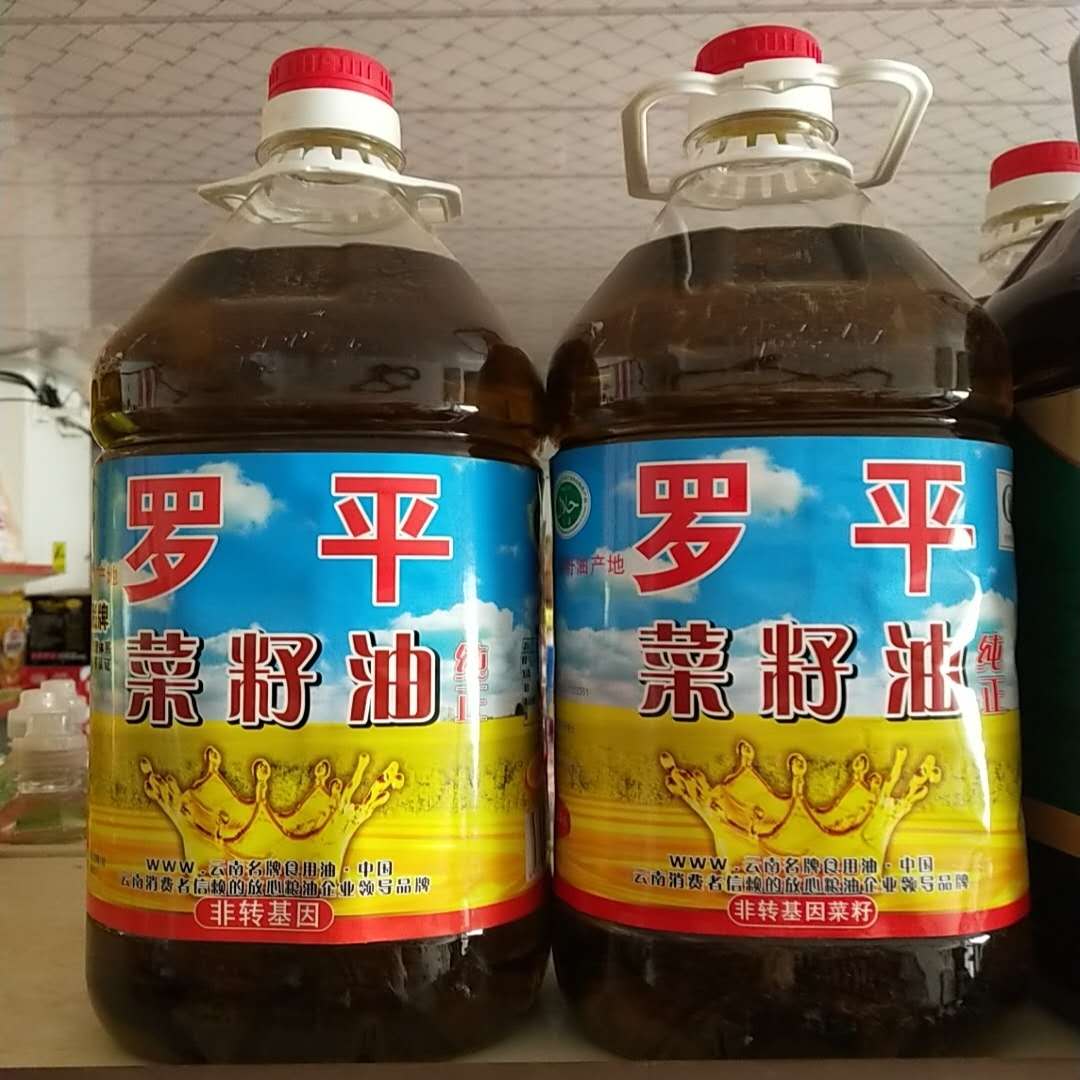 罗平
菜籽油
纯正
www.云南名牌食用油·中国
云南消费者信赖的放心粮油企业领导品牌
非转基因
罗平
油产地
菜籽油
纯正
www.云南名牌食用油·中国
云南消费者信赖的放心粮油企业领导品牌
非转基因菜籽